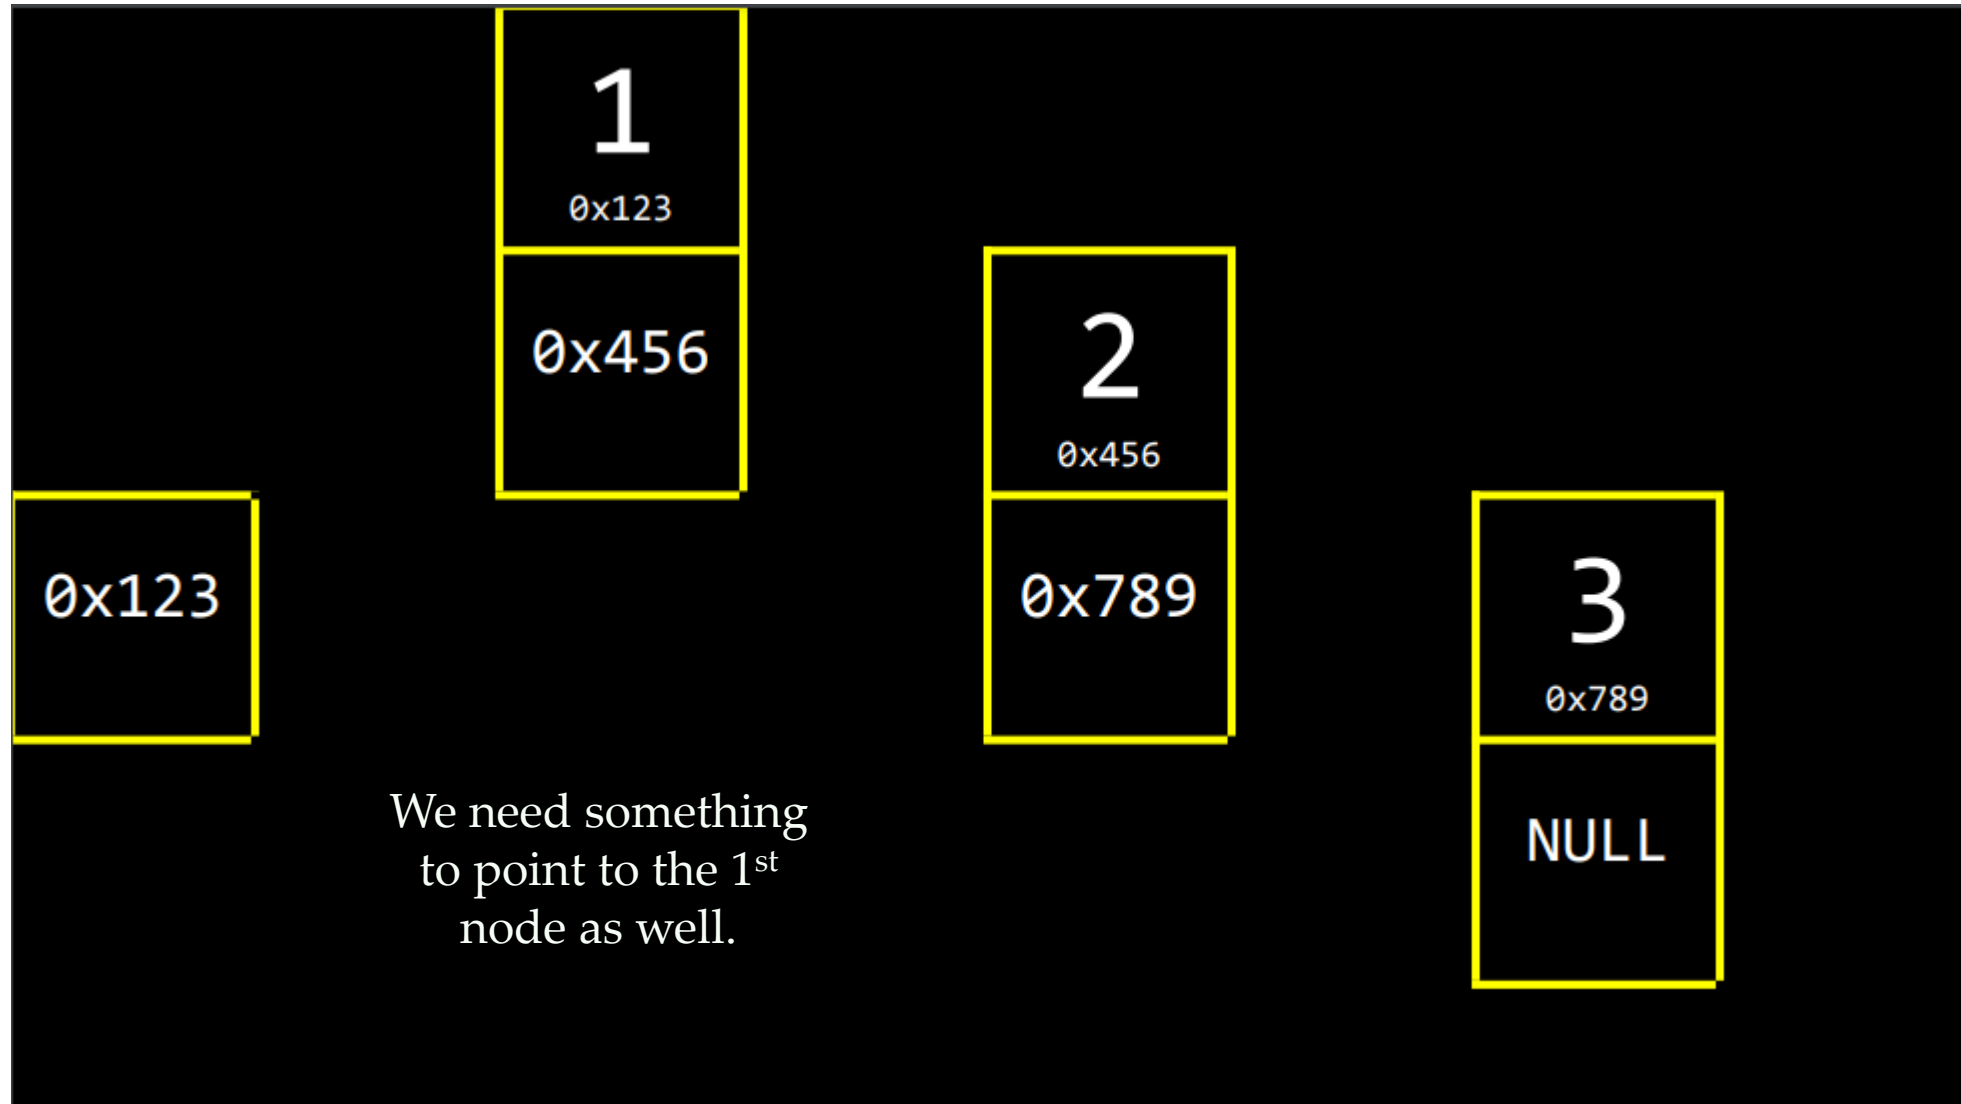 1
0x123
0x456
2
0x456
0x789
0x123
3
0x789
NULL
We need something
to point to the 1st
node as well.